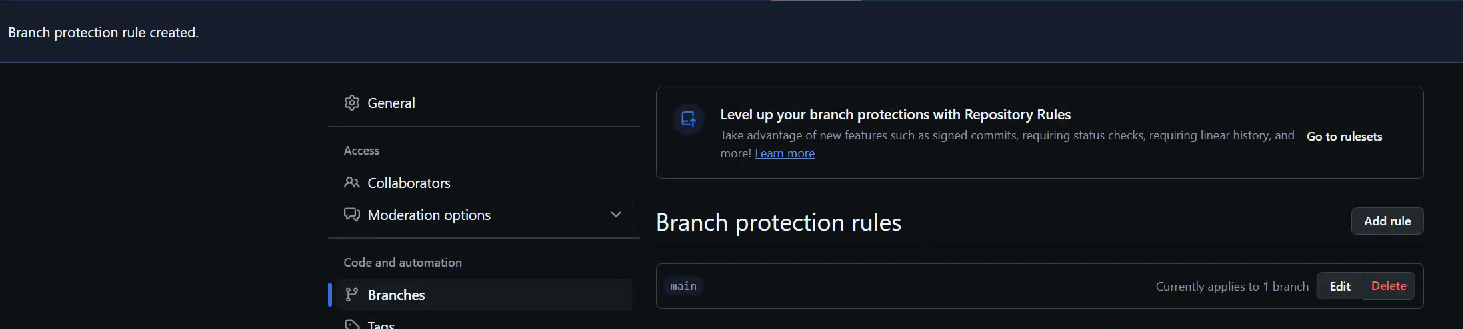 Branch protection rule created.
General
Access
Collaborators
Moderation options
Code and automation
Branches
Tags
Level up your branch protections with Repository Rules
Take advantage of new features such as signed commits, requiring status checks, requiring linear history, and
more! Learn more
Go to rulesets
Branch protection rules
Add rule
main
Currently applies to 1 branch
Edit
Delete